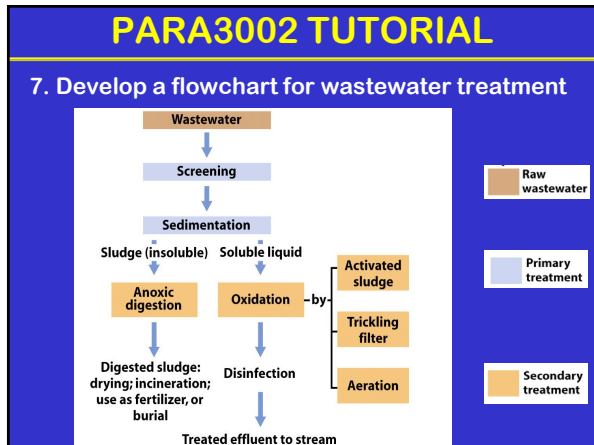 PARA3002 TUTORIAL
7. Develop a flowchart for wastewater treatment
Wastewater
Screening
Sedimentation
Sludge (insoluble)
Soluble liquid
Anoxic
digestion
Oxidation
by
Activated
sludge
Trickling
filter
Aeration
Digested sludge:
drying; incineration;
use as fertilizer, or
burial
Disinfection
Treated effluent to stream
Raw
wastewater
Primary
treatment
Secondary
treatment